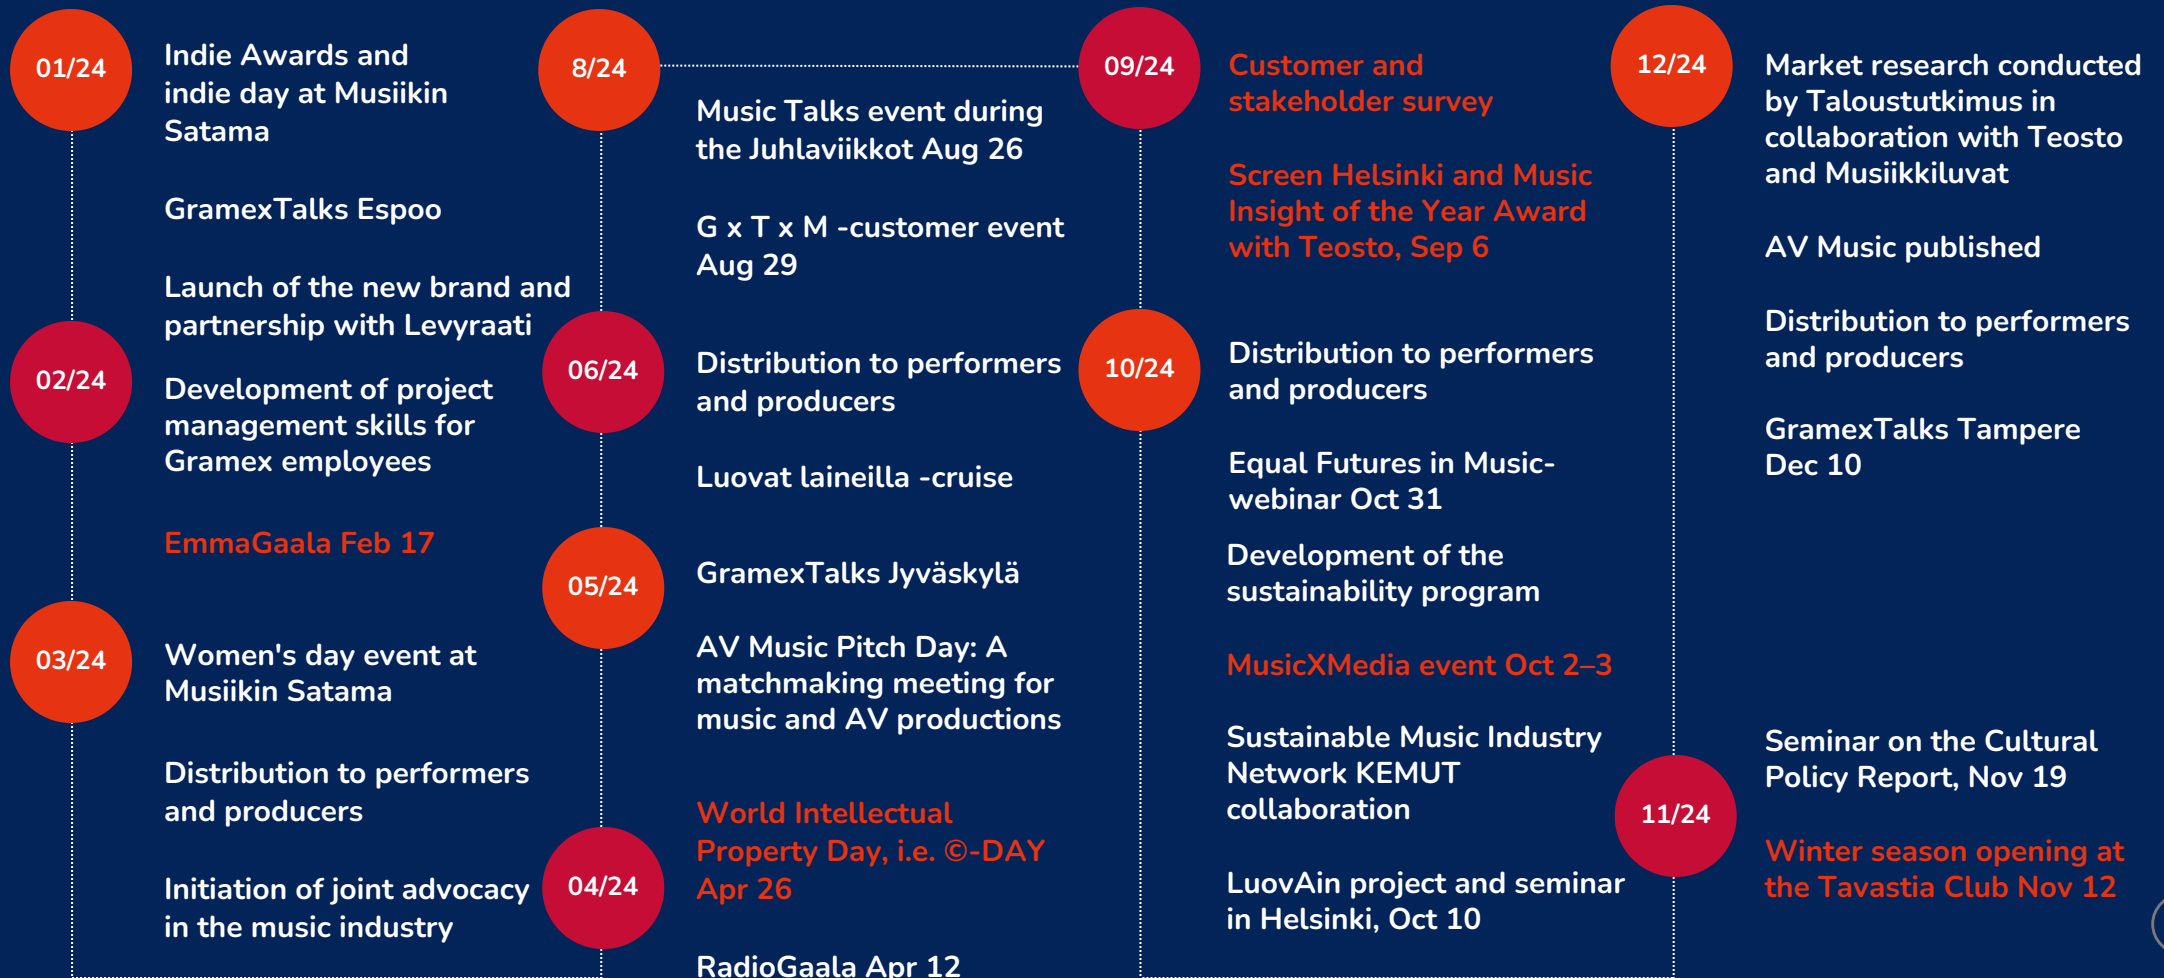 01/24
Indie Awards and
indie day at Musiikin
Satama
GramexTalks Espoo
Launch of the new brand and
partnership with Levyraati
02/24
Development of project
management skills for
Gramex employees
EmmaGaala Feb 17
03/24
Women's day event at
Musiikin Satama
Distribution to performers
and producers
Initiation of joint advocacy
in the music industry
8/24
Music Talks event during
the Juhlaviikkot Aug 26
G x T x M -customer event
Aug 29
06/24
Distribution to performers
and producers
Luovat laineilla -cruise
05/24
GramexTalks Jyväskylä
AV Music Pitch Day: A
matchmaking meeting for
music and AV productions
04/24
World Intellectual
Property Day, i.e. ©-DAY
Apr 26
RadioGaala Apr 12
09/24
Customer and
stakeholder survey
Screen Helsinki and Music
Insight of the Year Award
with Teosto, Sep 6
10/24
Distribution to performers
and producers
Equal Futures in Music-
webinar Oct 31
Development of the
sustainability program
MusicXMedia event Oct 2–3
Sustainable Music Industry
Network KEMUT
collaboration
LuovAin project and seminar
in Helsinki, Oct 10
12/24
Market research conducted
by Taloustutkimus in
collaboration with Teosto
and Musiikkiluvat
AV Music published
Distribution to performers
and producers
GramexTalks Tampere
Dec 10
11/24
Seminar on the Cultural
Policy Report, Nov 19
Winter season opening at
the Tavastia Club Nov 12